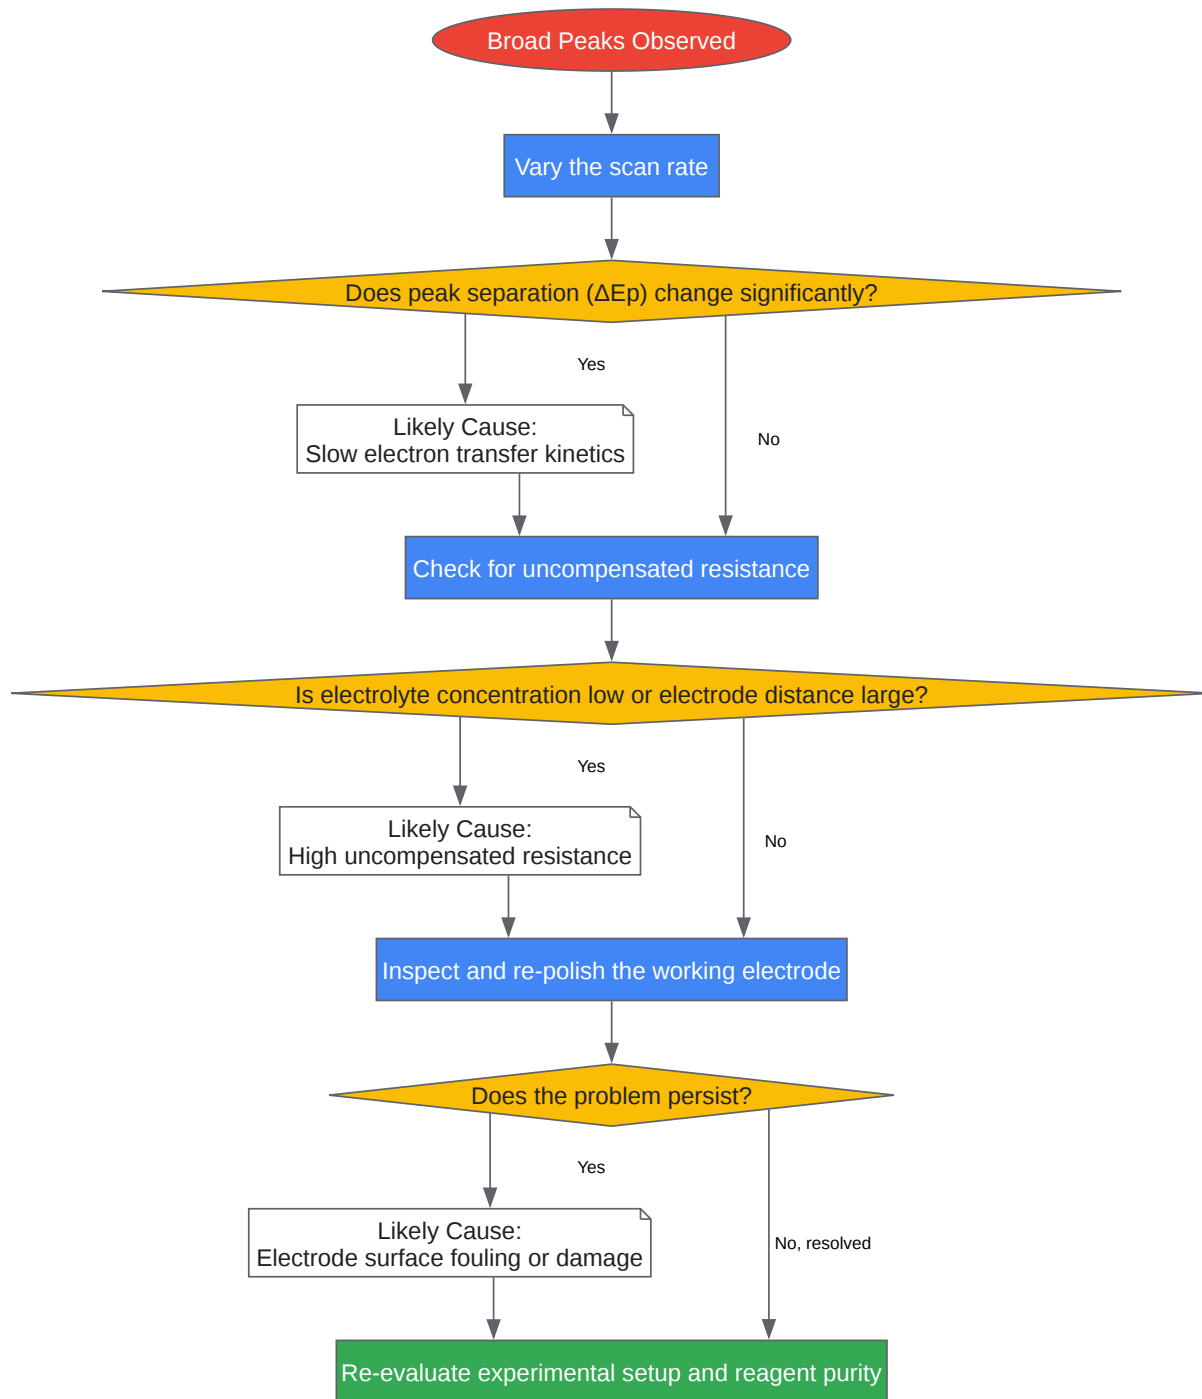 Broad Peaks Observed
Vary the scan rate
Does peak separation (ΔEp) change significantly?
Yes
Likely Cause:
Slow electron transfer kinetics
No
Check for uncompensated resistance
Is electrolyte concentration low or electrode distance large?
Yes
Likely Cause:
High uncompensated resistance
No
Inspect and re-polish the working electrode
Does the problem persist?
Yes
Likely Cause:
Electrode surface fouling or damage
No, resolved
Re-evaluate experimental setup and reagent purity